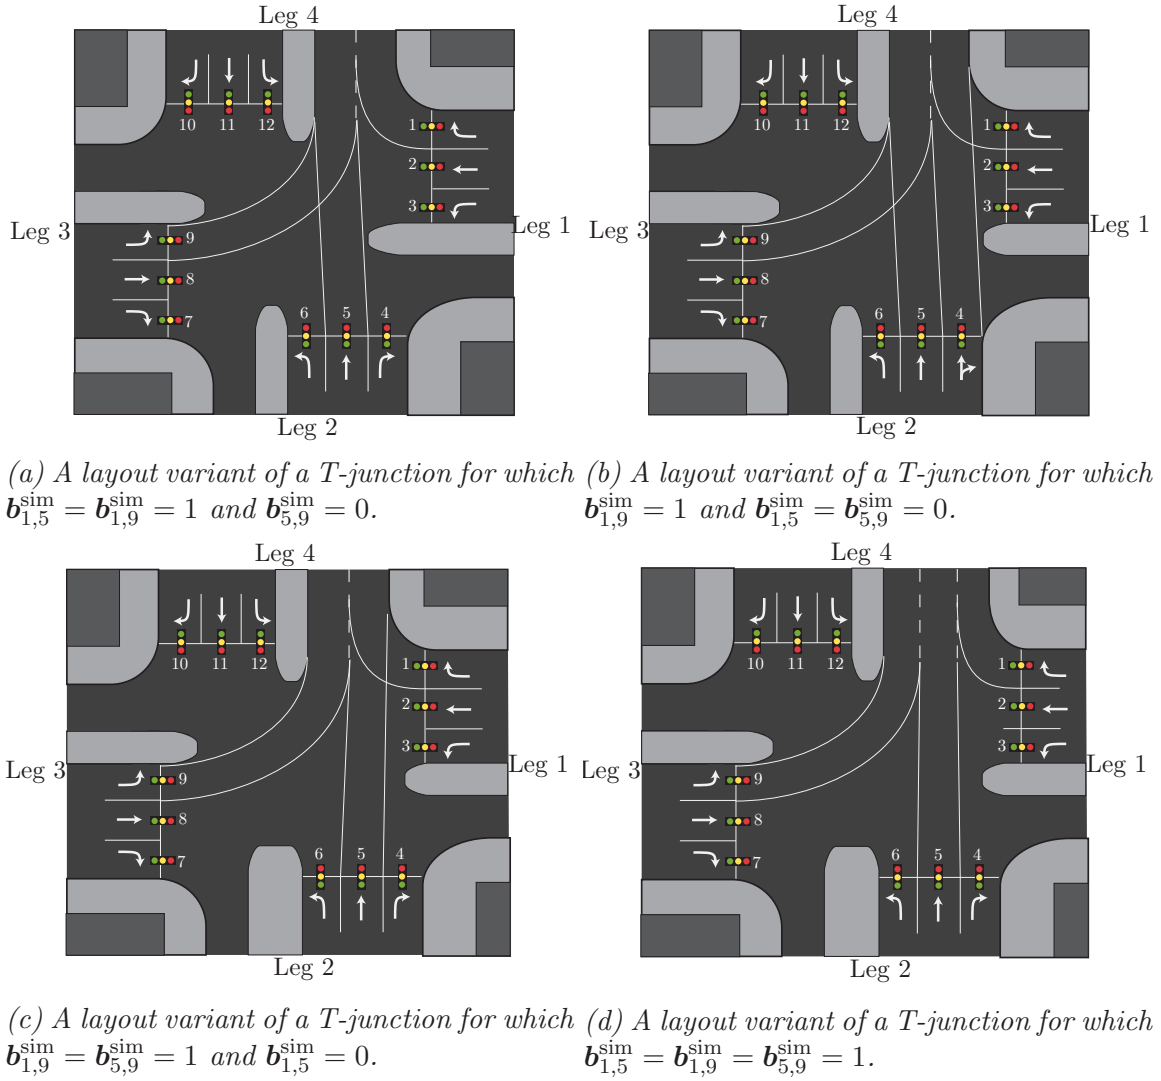 Leg 4
10 11 12
1
2
3
Leg 3
Leg 1
9
8
7
6 5 4
Leg 2
(a) A layout variant of a T-junction for which
b^sim_1,5 = b^sim_1,9 = 1 and b^sim_5,9 = 0.
Leg 4
10 11 12
1
2
3
Leg 3
Leg 1
9
8
7
6 5 4
Leg 2
(b) A layout variant of a T-junction for which
b^sim_1,9 = 1 and b^sim_1,5 = b^sim_5,9 = 0.
Leg 4
10 11 12
1
2
3
Leg 3
Leg 1
9
8
7
6 5 4
Leg 2
(c) A layout variant of a T-junction for which
b^sim_1,9 = b^sim_5,9 = 1 and b^sim_1,5 = 0.
Leg 4
10 11 12
1
2
3
Leg 3
Leg 1
9
8
7
6 5 4
Leg 2
(d) A layout variant of a T-junction for which
b^sim_1,5 = b^sim_1,9 = b^sim_5,9 = 1.